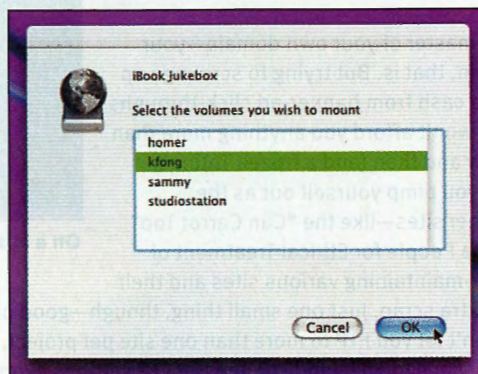 iBook Jukebox
Select the volumes you wish to mount
homer
kfong
sammy
studiostation
Cancel
OK